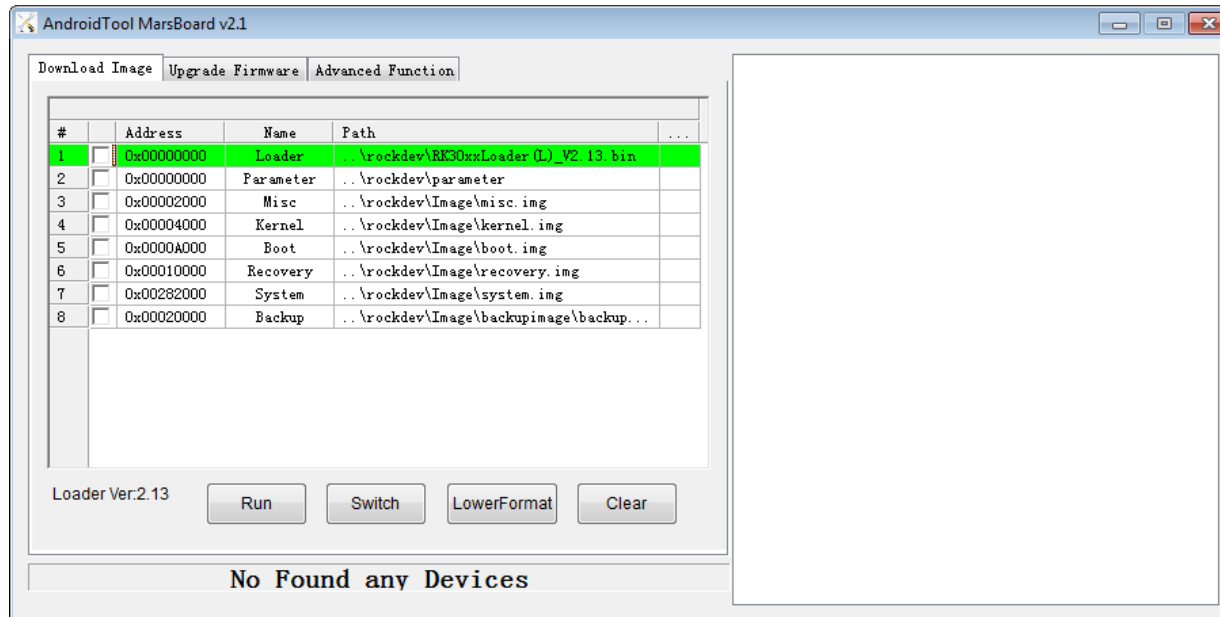 AndroidTool MarsBoard v2.1
Download Image Upgrade Firmware Advanced Function
# Address Name Path ...
1 0x00000000 Loader ..\rockdev\RK30xxLoader(L)_V2.13.bin
2 0x00000000 Parameter ..\rockdev\parameter
3 0x00002000 Misc ..\rockdev\Image\misc.img
4 0x00004000 Kernel ..\rockdev\Image\kernel.img
5 0x0000A000 Boot ..\rockdev\Image\boot.img
6 0x00010000 Recovery ..\rockdev\Image\recovery.img
7 0x00282000 System ..\rockdev\Image\system.img
8 0x00020000 Backup ..\rockdev\Image\backupimage\backup...
Loader Ver:2.13 Run Switch LowerFormat Clear
No Found any Devices